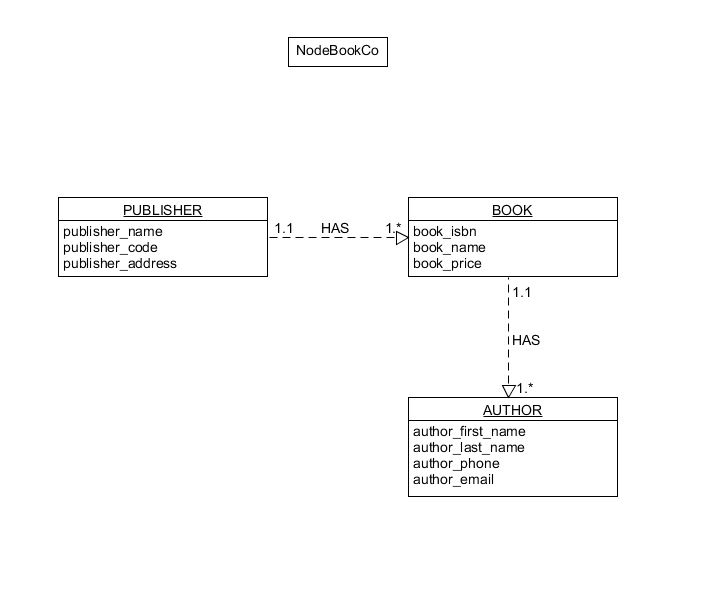 NodeBookCo
PUBLISHER
publisher_name
publisher_code
publisher_address
1.1 HAS 1.*
BOOK
book_isbn
book_name
book_price
1.1
HAS
1.*
AUTHOR
author_first_name
author_last_name
author_phone
author_email